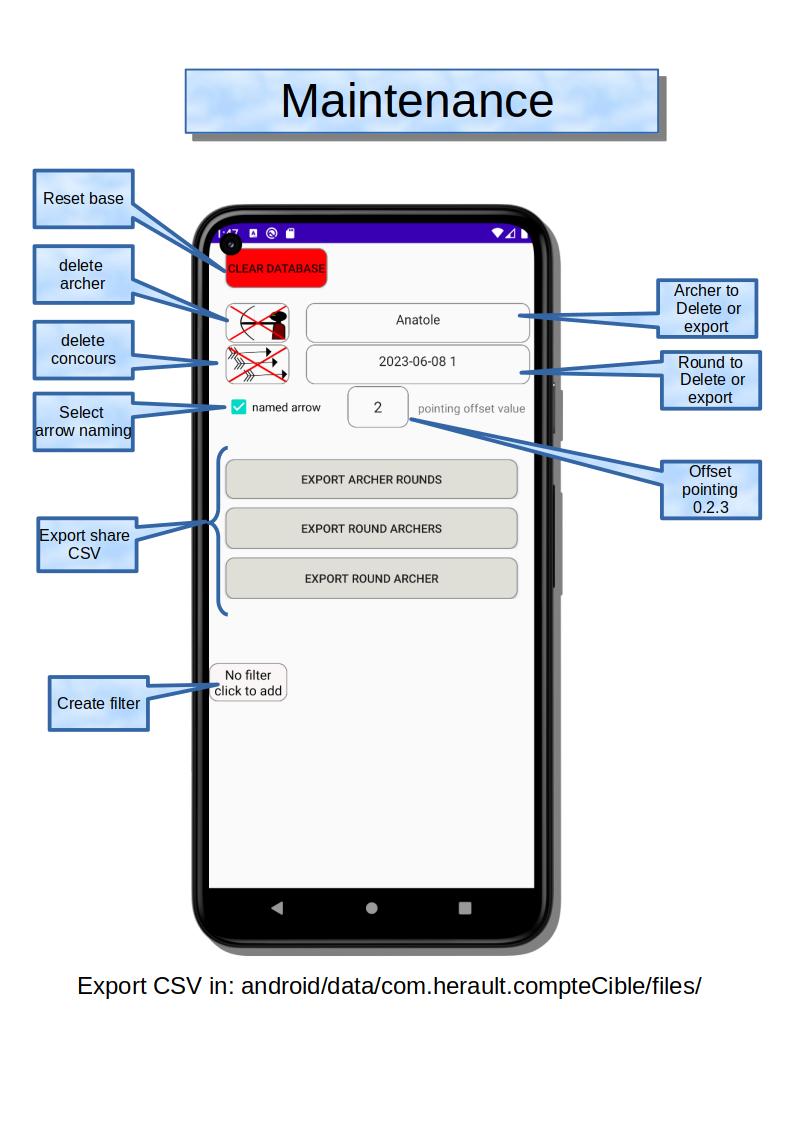 Maintenance
Reset base
CLEAR DATABASE
delete
archer
Anatole
Archer to
Delete or
export
delete
concours
2023-06-08 1
Round to
Delete or
export
Select
arrow naming
named arrow
2
pointing offset value
Offset
pointing
0.2.3
EXPORT ARCHER ROUNDS
Export share
CSV
EXPORT ROUND ARCHERS
EXPORT ROUND ARCHER
No filter
click to add
Create filter
Export CSV in: android/data/com.herault.compteCible/files/